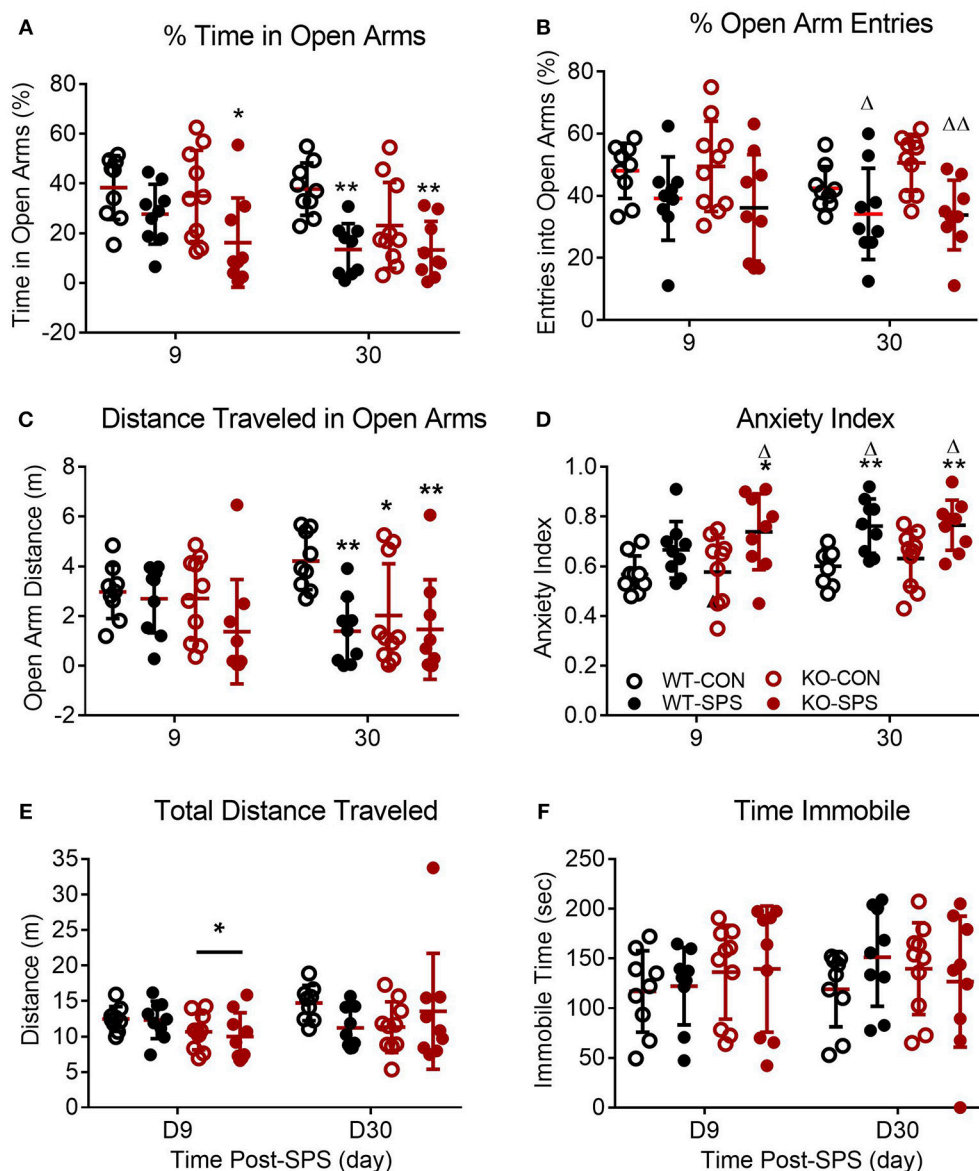 A
% Time in Open Arms
Time in Open Arms (%)
80
60
40
20
0
-20
*
**
**
9
30
B
% Open Arm Entries
Entries into Open Arms (%)
80
60
40
20
0
Δ
ΔΔ
9
30
C
Distance Traveled in Open Arms
Open Arm Distance (m)
8
6
4
2
0
-2
**
*
**
9
30
D
Anxiety Index
Anxiety Index
1.0
0.8
0.6
0.4
0.2
0.0
Δ
*
Δ
**
Δ
**
WT-CON
KO-CON
WT-SPS
KO-SPS
9
30
E
Total Distance Traveled
Distance (m)
35
30
25
20
15
10
5
0
*
D9
D30
Time Post-SPS (day)
F
Time Immobile
Immobile Time (sec)
250
200
150
100
50
0
D9
D30
Time Post-SPS (day)